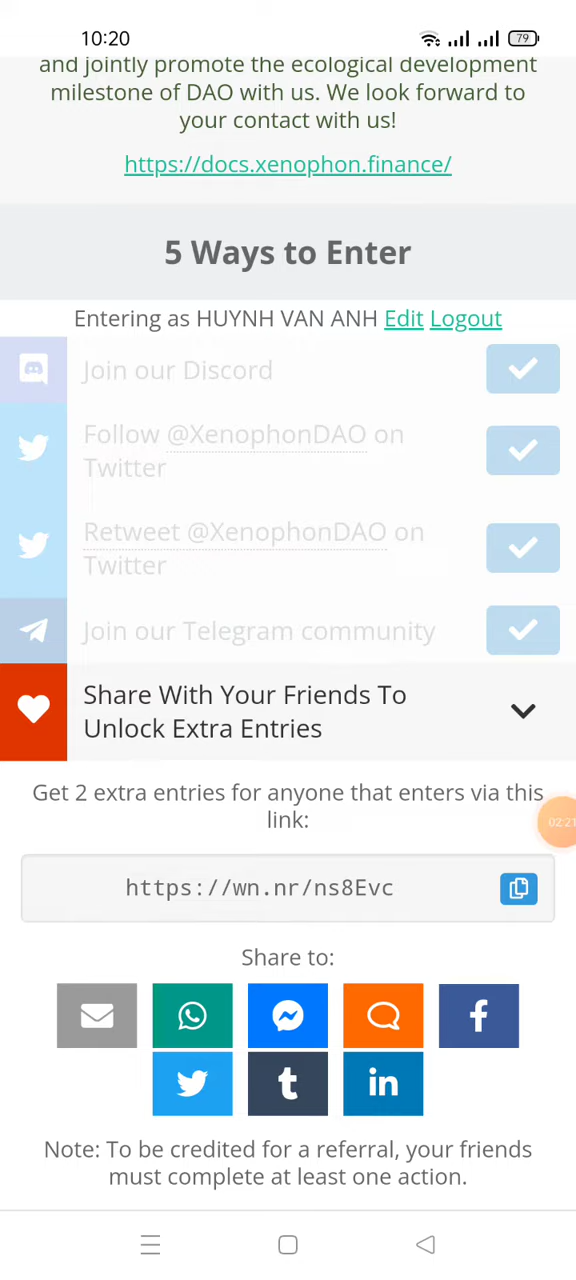 10:20
79
and jointly promote the ecological development
milestone of DAO with us. We look forward to
your contact with us!
https://docs.xenophon.finance/
5 Ways to Enter
Entering as HUYNH VAN ANH Edit Logout
Join our Discord
Follow @XenophonDAO on
Twitter
Retweet @XenophonDAO on
Twitter
Join our Telegram community
Share With Your Friends To
Unlock Extra Entries
Get 2 extra entries for anyone that enters via this
link:
02:21
https://wn.nr/ns8Evc
Share to:
Note: To be credited for a referral, your friends
must complete at least one action.